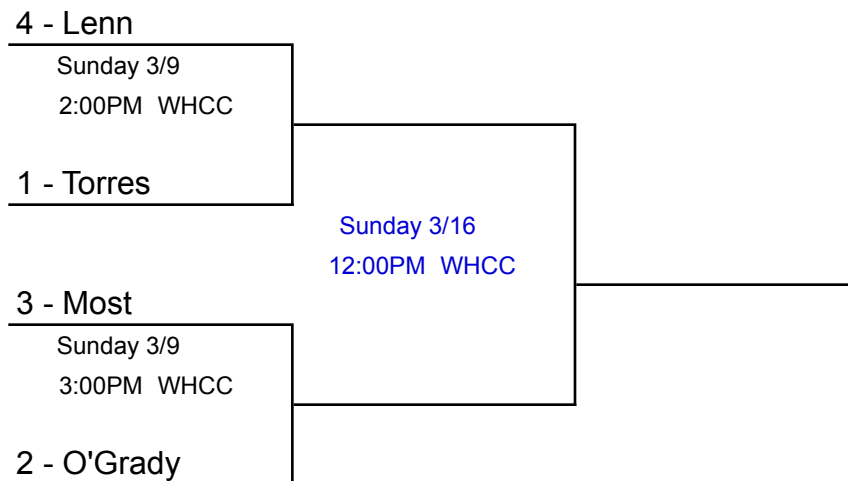 4 - Lenn
Sunday 3/9
2:00PM WHCC
1 - Torres
Sunday 3/16
12:00PM WHCC
3 - Most
Sunday 3/9
3:00PM WHCC
2 - O'Grady